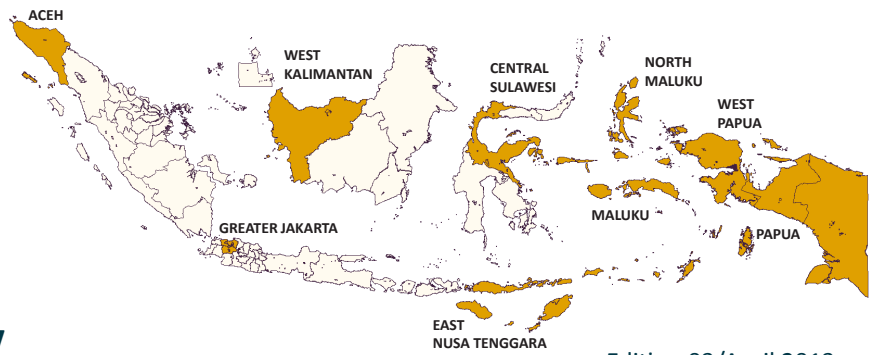 ACEH
WEST
KALIMANTAN
CENTRAL
SULAWESI
NORTH
MALUKU
WEST
PAPUA
GREATER JAKARTA
MALUKU
PAPUA
EAST
NUSA TENGGARA